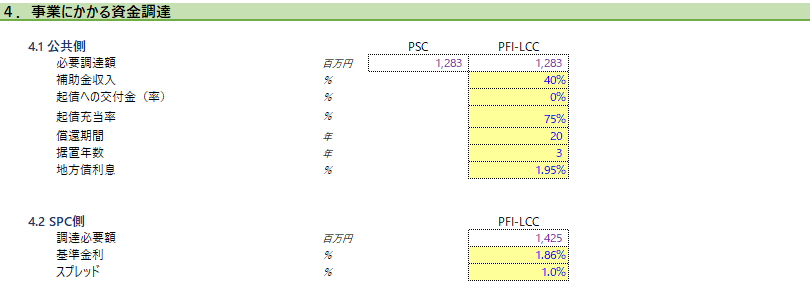 ４．事業にかかる資金調達
4.1 公共側 PSC PFI-LCC
必要調達額 百万円 1,283 1,283
補助金収入 % 40%
起債への交付金（率） % 0%
起債充当率 % 75%
償還期間 年 20
据置年数 年 3
地方債利息 % 1.95%
4.2 SPC側 PFI-LCC
調達必要額 百万円 1,425
基準金利 % 1.86%
スプレッド % 1.0%